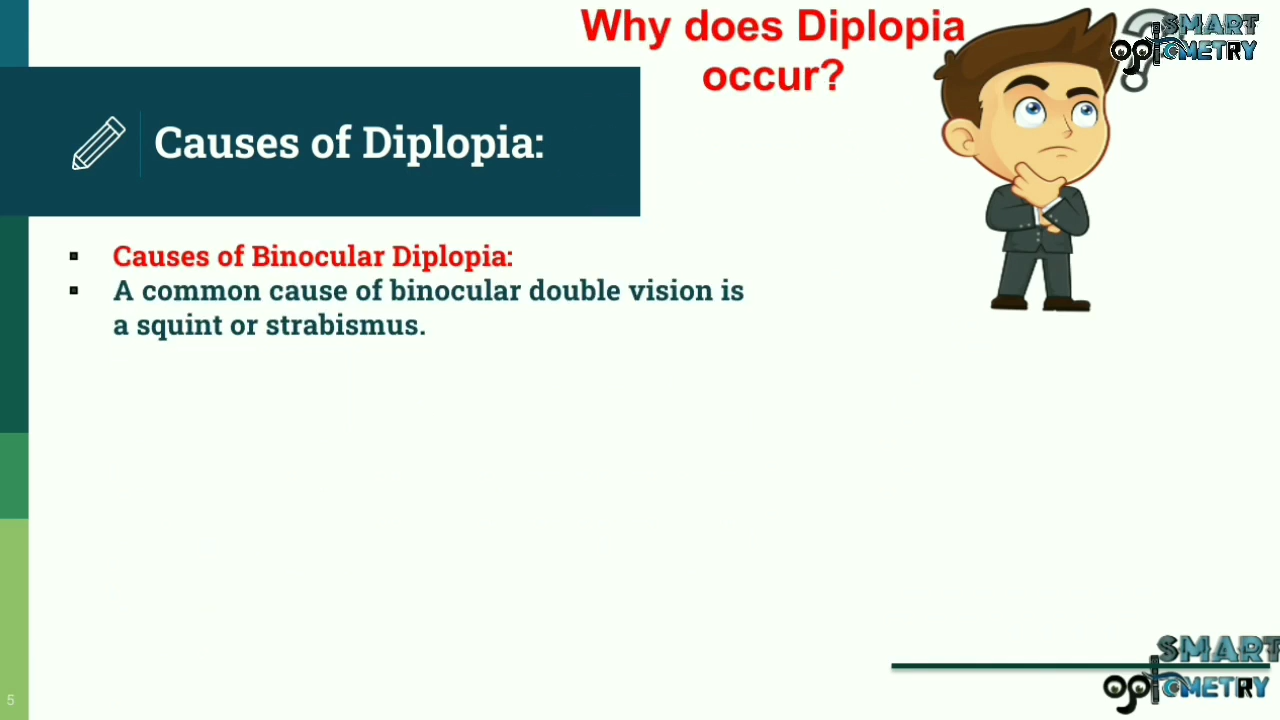 Why does Diplopia
occur?
SMART
OptOMETRY
Causes of Diplopia:
Causes of Binocular Diplopia:
A common cause of binocular double vision is
a squint or strabismus.
SMART
OptOMETRY
5